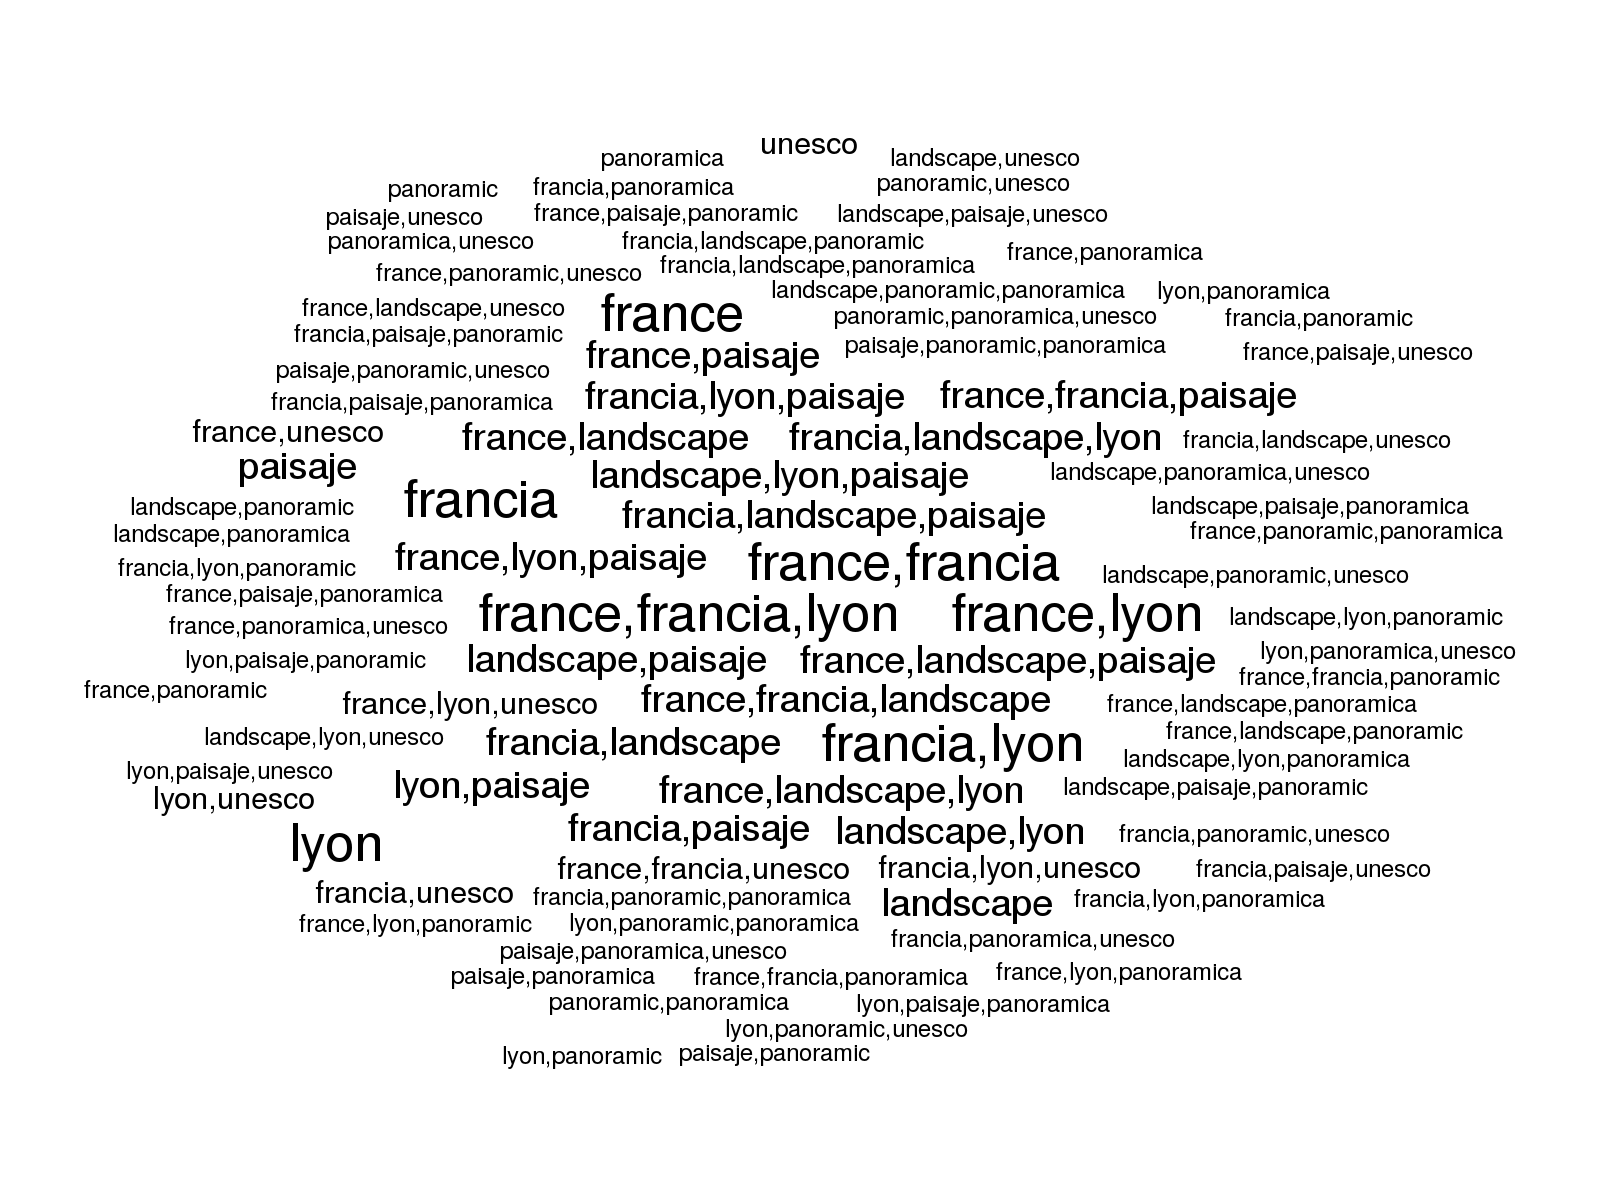 unesco
panoramica
landscape,unesco
panoramic
francia,panoramica
panoramic,unesco
paisaje,unesco
france,paisaje,panoramic
landscape,paisaje,unesco
panoramica,unesco
francia,landscape,panoramic
france,panoramica
france,panoramic,unesco
francia,landscape,panoramica
landscape,panoramic,panoramica
lyon,panoramica
france,landscape,unesco
france
panoramic,panoramica,unesco
francia,panoramic
francia,paisaje,panoramic
france,paisaje
paisaje,panoramic,panoramica
france,paisaje,unesco
paisaje,panoramic,unesco
francia,paisaje,panoramica
francia,lyon,paisaje
france,francia,paisaje
france,unesco
france,landscape
francia,landscape,lyon
francia,landscape,unesco
paisaje
landscape,lyon,paisaje
landscape,panoramica,unesco
landscape,panoramic
francia
francia,landscape,paisaje
landscape,paisaje,panoramica
landscape,panoramica
france,panoramic,panoramica
francia,lyon,panoramic
france,lyon,paisaje
france,francia
landscape,panoramic,unesco
france,paisaje,panoramica
france,panoramica,unesco
france,francia,lyon
france,lyon
landscape,lyon,panoramic
lyon,paisaje,panoramic
landscape,paisaje
france,landscape,paisaje
lyon,panoramica,unesco
france,francia,panoramic
france,panoramic
france,lyon,unesco
france,francia,landscape
france,landscape,panoramica
landscape,lyon,unesco
francia,landscape
francia,lyon
france,landscape,panoramic
landscape,lyon,panoramica
lyon,paisaje,unesco
lyon,unesco
lyon,paisaje
france,landscape,lyon
landscape,paisaje,panoramic
lyon
francia,paisaje
landscape,lyon
francia,panoramic,unesco
france,francia,unesco
francia,lyon,unesco
francia,paisaje,unesco
francia,unesco
francia,panoramic,panoramica
landscape
francia,lyon,panoramica
france,lyon,panoramic
lyon,panoramic,panoramica
francia,panoramica,unesco
paisaje,panoramica,unesco
paisaje,panoramica
france,francia,panoramica
france,lyon,panoramica
panoramic,panoramica
lyon,paisaje,panoramica
lyon,panoramic,unesco
lyon,panoramic
paisaje,panoramic